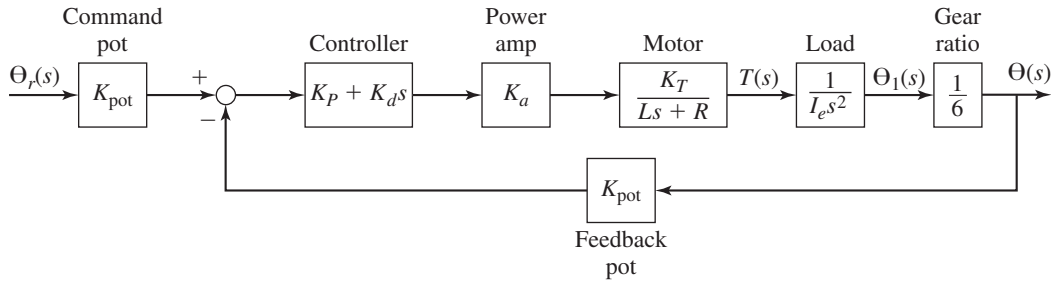 Command
pot
Controller
Power
amp
Motor
Load
Gear
ratio
Θr(s)
Kpot
+
−
KP + Kds
Ka
KT
Ls + R
T(s)
1
Ies²
Θ1(s)
1
6
Θ(s)
Kpot
Feedback
pot